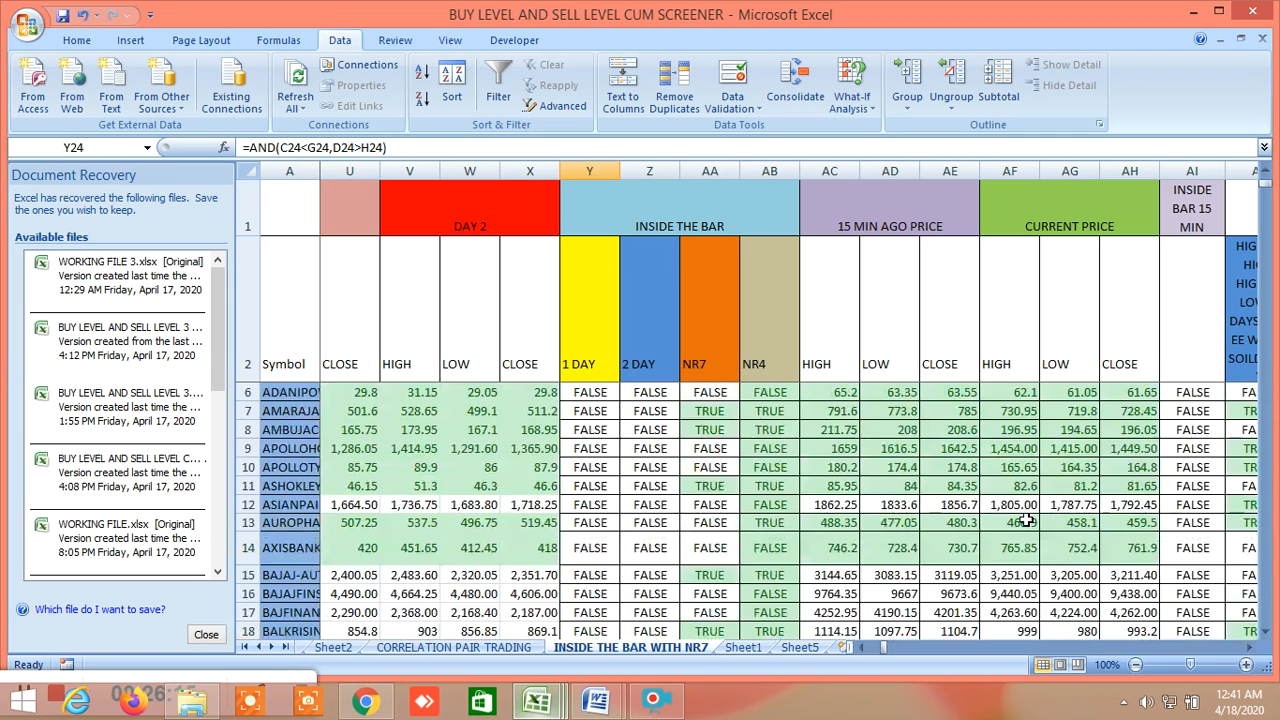 BUY LEVEL AND SELL LEVEL CUM SCREENER - Microsoft Excel
Home Insert Page Layout Formulas Data Review View Developer
From Access
From Web
From Text
From Other Sources
Existing Connections
Get External Data
Refresh All
Connections
Properties
Edit Links
Connections
Sort
Filter
Clear
Reapply
Advanced
Sort & Filter
Text to Columns
Remove Duplicates
Data Validation
Consolidate
What-If Analysis
Data Tools
Group
Ungroup
Subtotal
Show Detail
Hide Detail
Outline
Y24 fx =AND(C24<G24,D24>H24)
Document Recovery
Excel has recovered the following files. Save
the ones you wish to keep.
Available files
WORKING FILE 3.xlsx [Original]
Version created last time the ...
12:29 AM Friday, April 17, 2020
BUY LEVEL AND SELL LEVEL 3 ...
Version created from the last ...
4:12 PM Friday, April 17, 2020
BUY LEVEL AND SELL LEVEL 3....
Version created last time the ...
1:55 PM Friday, April 17, 2020
BUY LEVEL AND SELL LEVEL C...
Version created last time the ...
4:08 PM Friday, April 17, 2020
WORKING FILE.xlsx [Original]
Version created last time the ...
8:05 PM Friday, April 17, 2020
Which file do I want to save?
Close
A U V W X Y Z AA AB AC AD AE AF AG AH AI
1 DAY 2 INSIDE THE BAR 15 MIN AGO PRICE CURRENT PRICE INSIDE BAR 15 MIN
2 Symbol CLOSE HIGH LOW CLOSE 1 DAY 2 DAY NR7 NR4 HIGH LOW CLOSE HIGH LOW CLOSE
6 ADANIPO 29.8 31.15 29.05 29.8 FALSE FALSE FALSE FALSE 65.2 63.35 63.55 62.1 61.05 61.65 FALSE FA
7 AMARAJA 501.6 528.65 499.1 511.2 FALSE FALSE TRUE TRUE 791.6 773.8 785 730.95 719.8 728.45 FALSE TR
8 AMBUJAC 165.75 173.95 167.1 168.95 FALSE FALSE TRUE TRUE 211.75 208 208.6 196.95 194.65 196.05 FALSE FA
9 APOLLOHO 1,286.05 1,414.95 1,291.60 1,365.90 FALSE FALSE FALSE FALSE 1659 1616.5 1642.5 1,454.00 1,415.00 1,449.50 FALSE TR
10 APOLLOTY 85.75 89.9 86 87.9 FALSE FALSE FALSE FALSE 180.2 174.4 174.8 165.65 164.35 164.8 FALSE FA
11 ASHOKLEY 46.15 51.3 46.3 46.6 FALSE FALSE TRUE TRUE 85.95 84.35 84.35 82.6 81.2 81.65 FALSE TR
12 ASIANPAI 1,664.50 1,736.75 1,683.80 1,718.25 FALSE FALSE FALSE FALSE 1862.25 1833.6 1856.7 1,805.00 1,787.75 1,792.45 FALSE TR
13 AUROPHA 507.25 537.5 496.75 519.45 FALSE FALSE FALSE TRUE 488.35 477.05 480.3 458.1 459.5 FALSE TR
14 AXISBANK 420 451.65 412.45 418 FALSE FALSE FALSE FALSE 746.2 728.4 730.7 765.85 752.4 761.9 FALSE FA
15 BAJAJ-AUT 2,400.05 2,483.60 2,320.05 2,351.70 FALSE FALSE TRUE TRUE 3144.65 3083.15 3119.05 3,251.00 3,205.00 3,211.40 FALSE FA
16 BAJAJFINS 4,490.00 4,664.25 4,480.00 4,606.00 FALSE FALSE FALSE FALSE 9764.35 9667 9673.6 9,440.05 9,400.00 9,438.00 FALSE FA
17 BAJFINAN 2,290.00 2,368.00 2,168.40 2,187.00 FALSE FALSE FALSE FALSE 4252.95 4190.15 4201.35 4,263.60 4,224.00 4,262.00 FALSE FA
18 BALKRISIN 854.8 903 856.85 869.1 FALSE FALSE TRUE TRUE 1114.15 1097.75 1104.7 999 980 993.2 FALSE TR
Sheet2 CORRELATION PAIR TRADING INSIDE THE BAR WITH NR7 Sheet1 Sheet5
Ready 100%
12:41 AM
4/18/2020